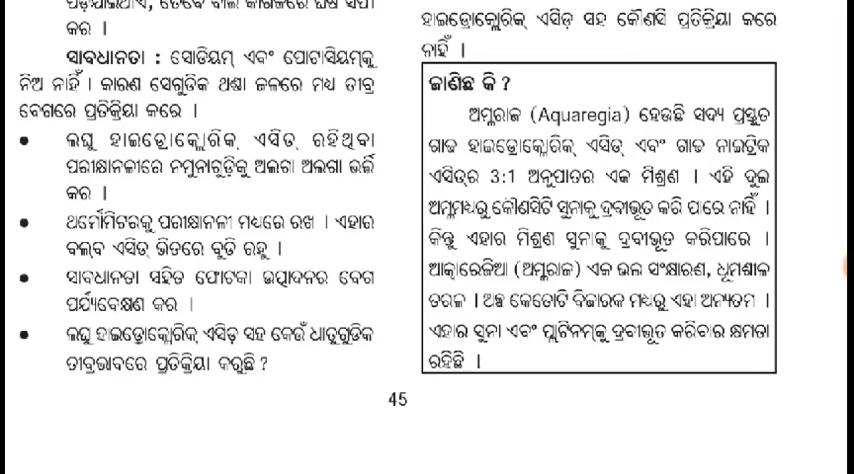 କର ।
ସାବଧାନତା : ସୋଡିୟମ୍ ଏବଂ ପୋଟାସିୟମ୍‌କୁ
ନିଅ ନାହିଁ । କାରଣ ସେଗୁଡିକ ଥଣ୍ଡା ଜଳରେ ମଧ୍ୟ ତୀବ୍ର
ବେଗରେ ପ୍ରତିକ୍ରିୟା କରେ ।
● ଲଘୁ ହାଇଡ୍ରୋକ୍ଲୋରିକ୍ ଏସିଡ୍ ରହିଥିବା
ପରୀକ୍ଷାନଳୀରେ ନମୁନାଗୁଡ଼ିକୁ ଅଲଗା ଅଲଗା ଭର୍ତ୍ତି
କର ।
● ଥର୍ମୋମିଟରକୁ ପରୀକ୍ଷାନଳୀ ମଧ୍ୟରେ ରଖ । ଏହାର
ବଲ୍‌ବ ଏସିଡ୍ ଭିତରେ ବୁଡି ରହୁ ।
● ସାବଧାନତା ସହିତ ଫୋଟକା ଉତ୍ପାଦନର ବେଗ
ପର୍ଯ୍ୟବେକ୍ଷଣ କର ।
● ଲଘୁ ହାଇଡ୍ରୋକ୍ଲୋରିକ୍ ଏସିଡ଼ ସହ କେଉଁ ଧାତୁଗୁଡିକ
ତୀବ୍ରଭାବରେ ପ୍ରତିକ୍ରିୟା କରୁଛି ?
ହାଇଡ୍ରୋକ୍ଲୋରିକ୍ ଏସିଡ଼ ସହ କୌଣସି ପ୍ରତିକ୍ରିୟା କରେ
ନାହିଁ ।
ଜାଣିଛ କି ?
ଅମ୍ଳରାଜ (Aquaregia) ହେଉଛି ସଦ୍ୟ ପ୍ରସ୍ତୁତ
ଗାଢ ହାଇଡ୍ରୋକ୍ଲୋରିକ୍ ଏସିଡ୍ ଏବଂ ଗାଢ ନାଇଟ୍ରିକ
ଏସିଡ୍‌ର 3:1 ଅନୁପାତର ଏକ ମିଶ୍ରଣ । ଏହି ଦୁଇ
ଅମ୍ଳମଧ୍ୟରୁ କୌଣସିଟି ସୁନାକୁ ଦ୍ରବୀଭୂତ କରି ପାରେ ନାହିଁ ।
କିନ୍ତୁ ଏହାର ମିଶ୍ରଣ ସୁନାକୁ ଦ୍ରବୀଭୂତ କରିପାରେ ।
ଆକ୍ୱାରେଜିଆ (ଅମ୍ଳରାଜ) ଏକ ଭଲ ସଂକ୍ଷାରଣ, ଧୂମଶୀଳ
ତରଳ । ଅଳ୍ପ କେତୋଟି ବିକାରକ ମଧ୍ୟରୁ ଏହା ଅନ୍ୟତମ ।
ଏହାର ସୁନା ଏବଂ ପ୍ଲାଟିନମ୍‌କୁ ଦ୍ରବୀଭୂତ କରିବାର କ୍ଷମତା
ରହିଛି ।
45